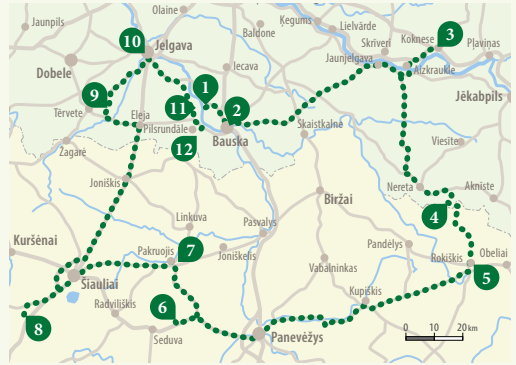 Jaunpils
Olaine
Ķegums
Lielvārde
Baldone
10
Skrīveri
Koknese
3
Pļaviņas
Jelgava
Jaunjelgava
Dobele
Iecava
Aizkraukle
9
1
Jēkabpils
11
2
Tērvete
Eleja
Pilsrundāle
Skaistkalne
Bauska
Viesīte
12
Žagarė
Joniškis
Nereta
Akniste
Biržai
4
Linkuva
Pasvalys
Kuršėnai
Pakruojis
7
Joniškėlis
Pandėlys
Obeliai
Vabalninkas
Rokiškis
5
Šiauliai
Radviliškis
6
Kupiškis
8
Seduva
Panevėžys
0 10 20 km